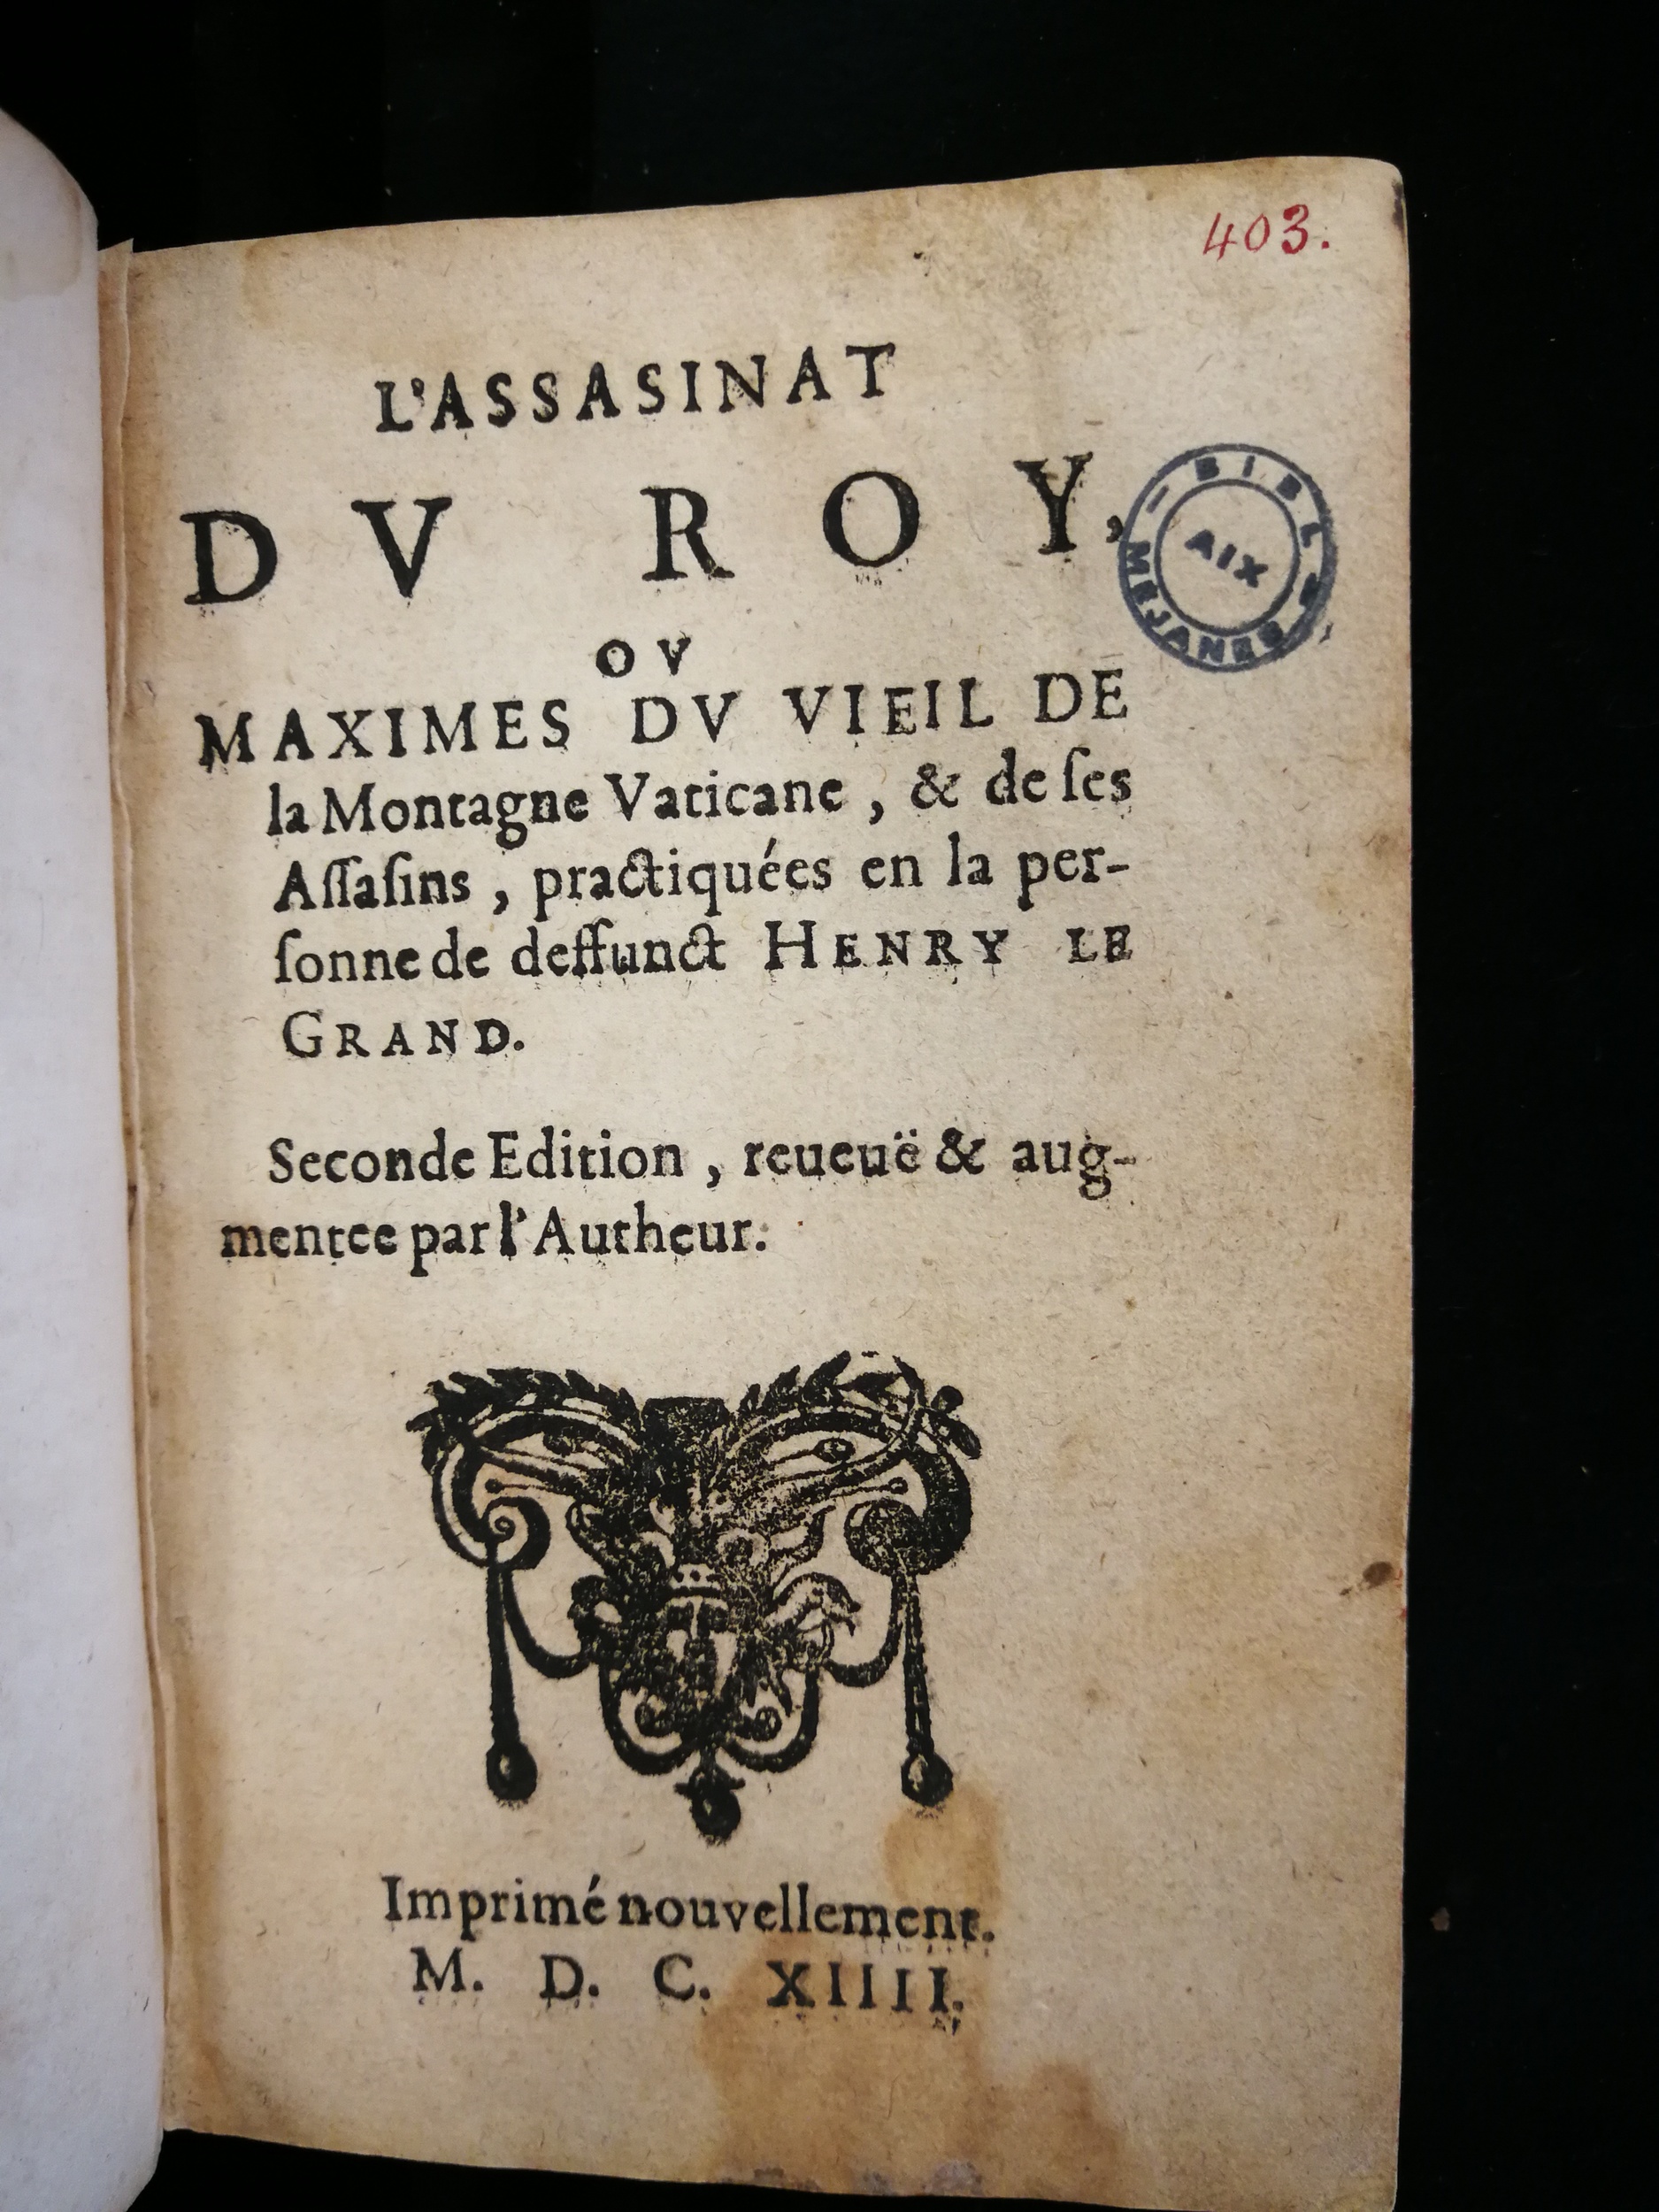 403.
L'ASSASINAT
DV ROY,
OV
MAXIMES DV VIEIL DE
la Montagne Vaticane, & de ſes
Aſſaſins, practiquées en la per-
ſonne de deffunct HENRY LE
GRAND.
Seconde Edition, reueuë & aug-
mentee par l'Autheur.
Imprimé nouvellement.
M. D. C. XIIII.
BIBL
MEJANES
AIX